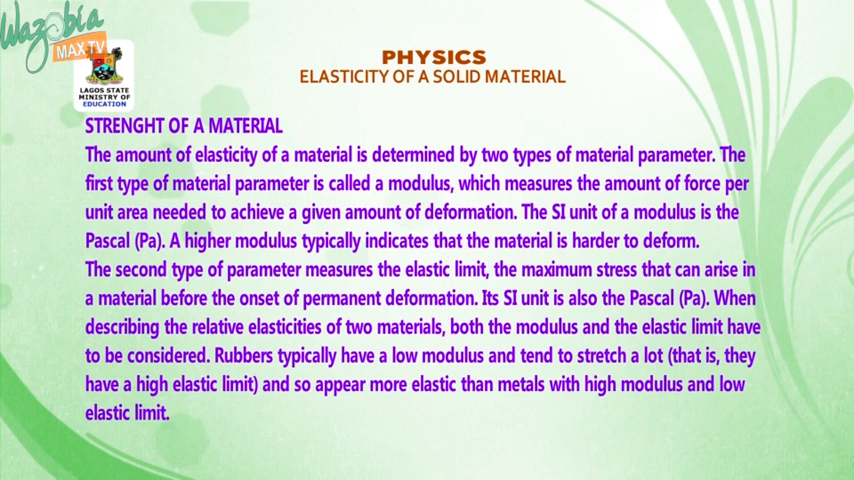 Wazobia
MAX TV
LAGOS STATE
MINISTRY OF
EDUCATION
PHYSICS
ELASTICITY OF A SOLID MATERIAL
STRENGHT OF A MATERIAL
The amount of elasticity of a material is determined by two types of material parameter. The
first type of material parameter is called a modulus, which measures the amount of force per
unit area needed to achieve a given amount of deformation. The SI unit of a modulus is the
Pascal (Pa). A higher modulus typically indicates that the material is harder to deform.
The second type of parameter measures the elastic limit, the maximum stress that can arise in
a material before the onset of permanent deformation. Its SI unit is also the Pascal (Pa). When
describing the relative elasticities of two materials, both the modulus and the elastic limit have
to be considered. Rubbers typically have a low modulus and tend to stretch a lot (that is, they
have a high elastic limit) and so appear more elastic than metals with high modulus and low
elastic limit.